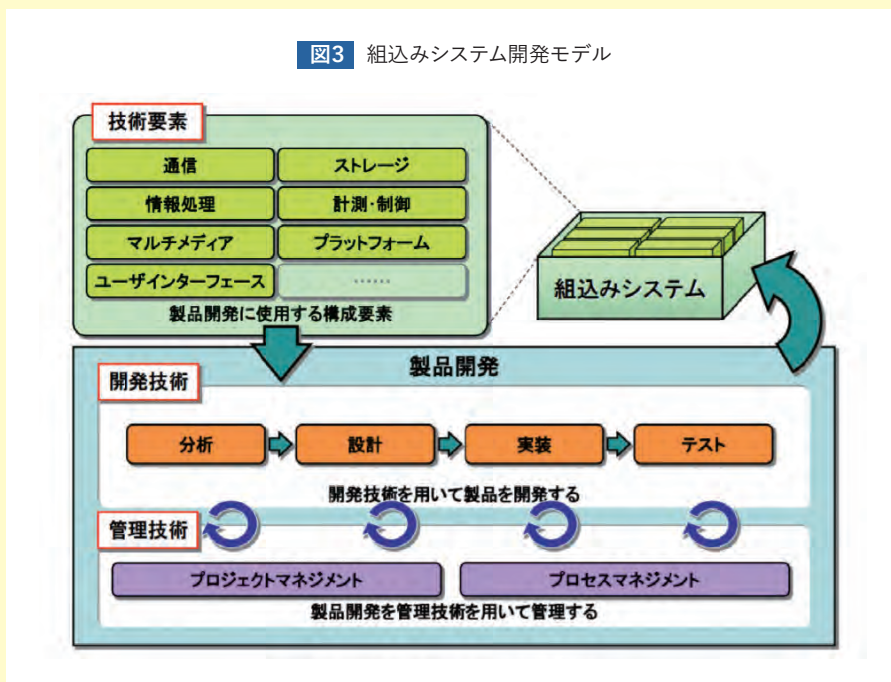 図3 組込みシステム開発モデル
技術要素
通信
ストレージ
情報処理
計測・制御
マルチメディア
プラットフォーム
ユーザインターフェース
……
製品開発に使用する構成要素
組込みシステム
製品開発
開発技術
分析
設計
実装
テスト
開発技術を用いて製品を開発する
管理技術
プロジェクトマネジメント
プロセスマネジメント
製品開発を管理技術を用いて管理する